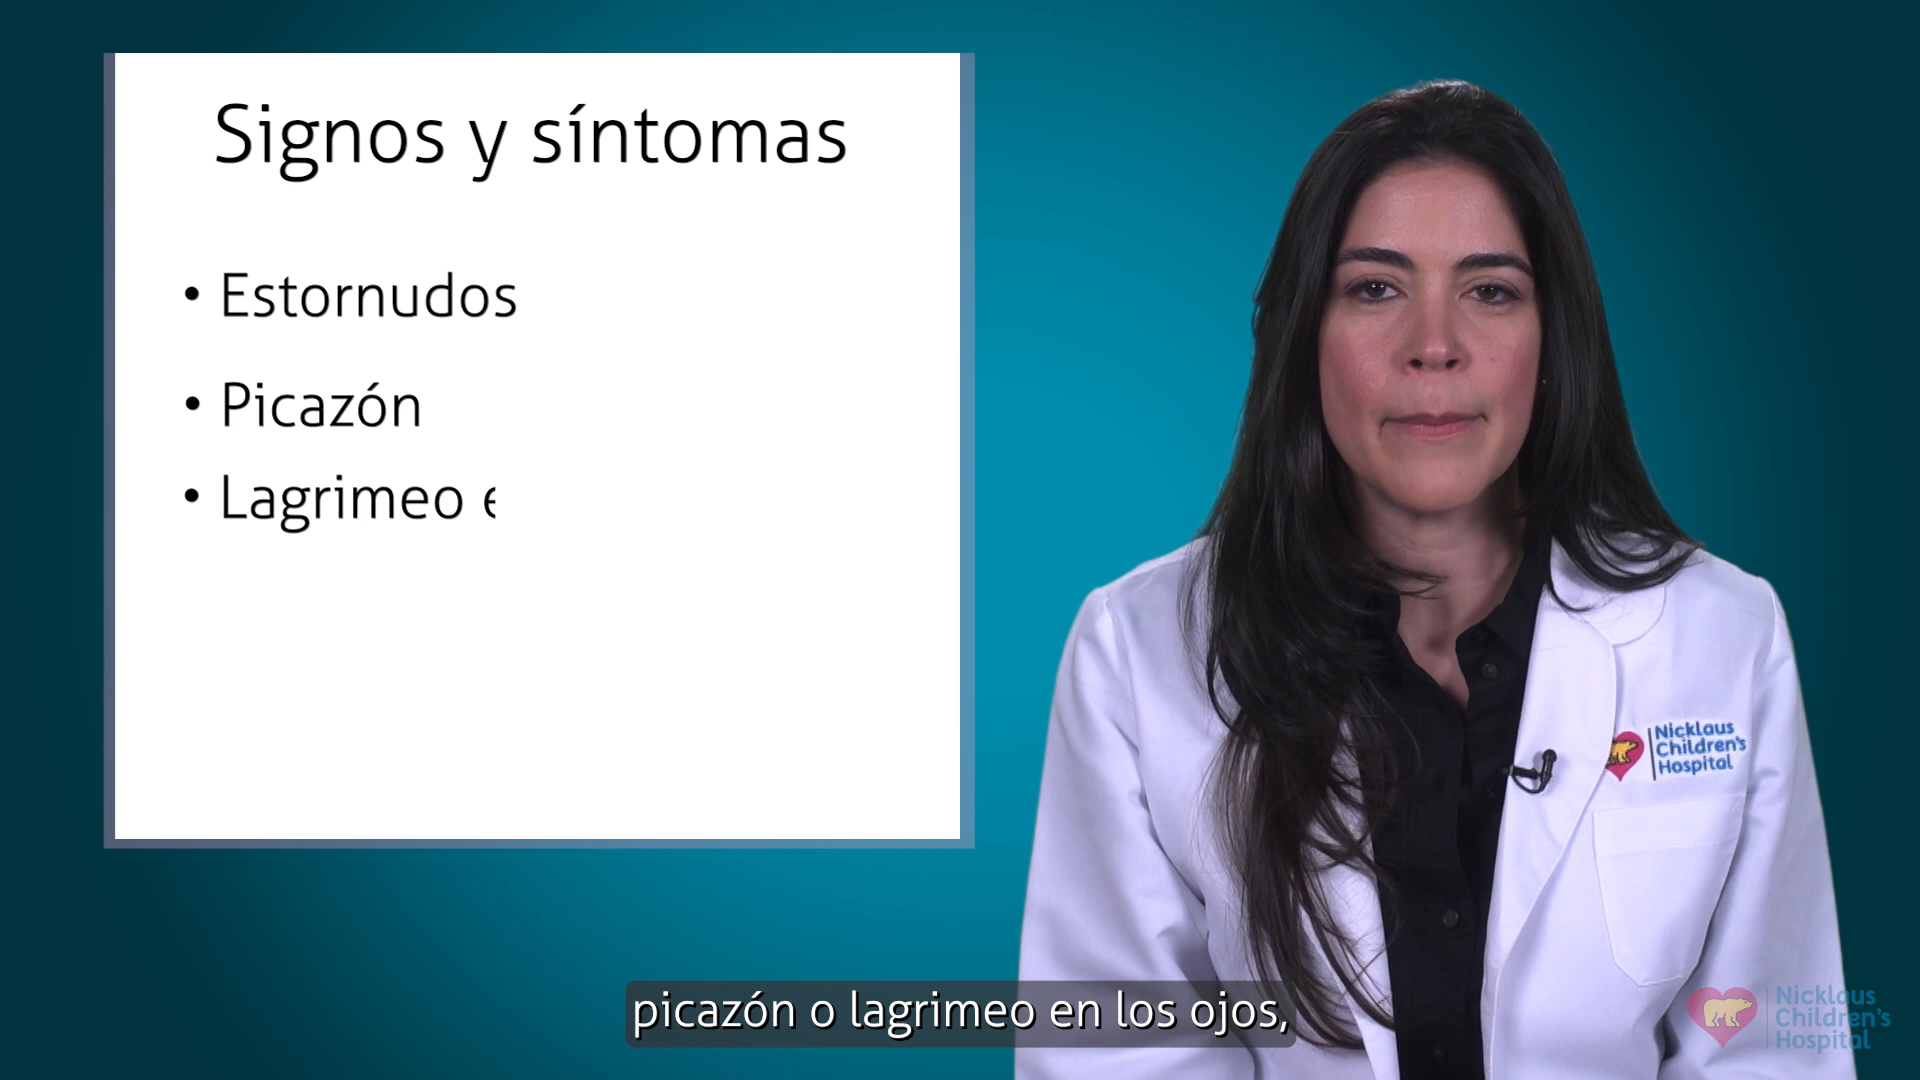 Signos y síntomas
• Estornudos
• Picazón
• Lagrimeo e
Nicklaus
Children's
Hospital
picazón o lagrimeo en los ojos,
Nicklaus
Children's
Hospital